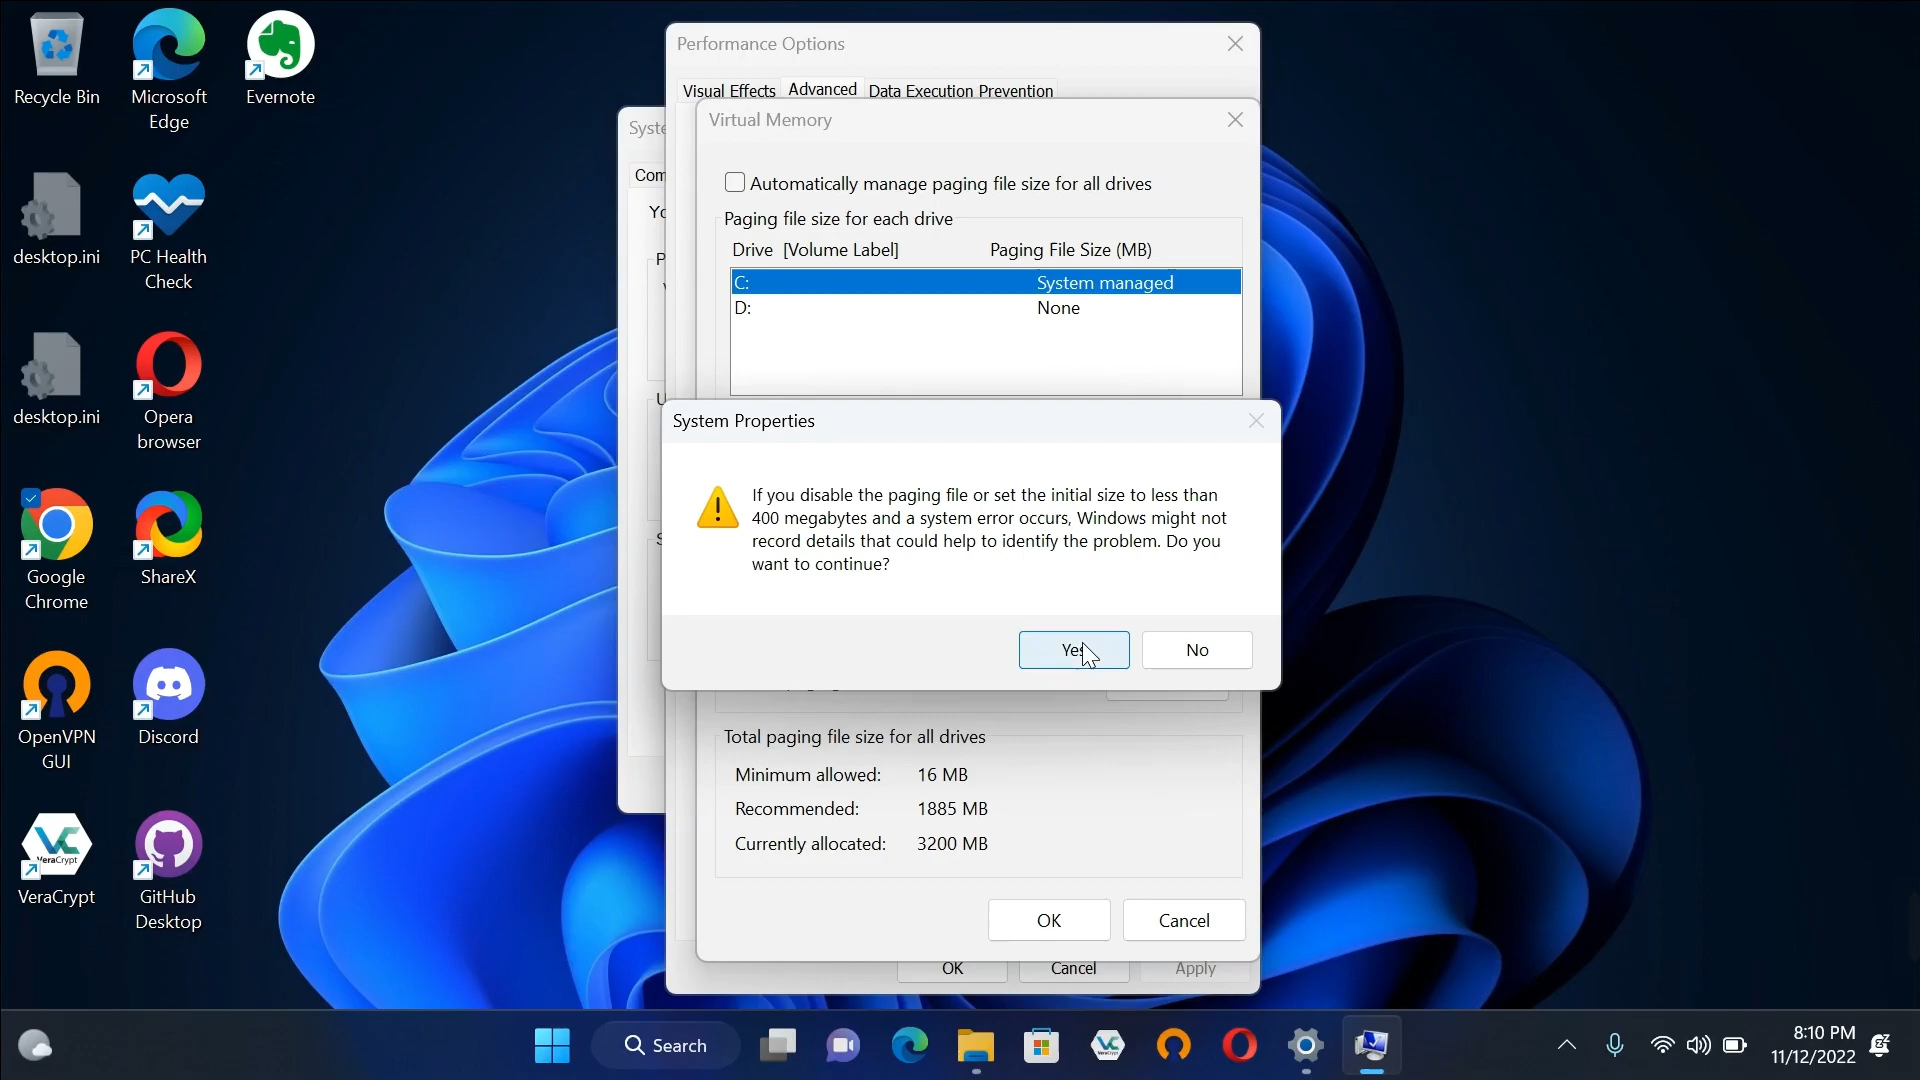 Recycle Bin
Microsoft
Edge
Evernote
desktop.ini
PC Health
Check
desktop.ini
Opera
browser
Google
Chrome
ShareX
OpenVPN
GUI
Discord
VeraCrypt
VeraCrypt
GitHub
Desktop
Performance Options
Visual Effects
Advanced
Data Execution Prevention
Virtual Memory
Automatically manage paging file size for all drives
Paging file size for each drive
Drive [Volume Label]
Paging File Size (MB)
C:
System managed
D:
None
System Properties
If you disable the paging file or set the initial size to less than
400 megabytes and a system error occurs, Windows might not
record details that could help to identify the problem. Do you
want to continue?
Yes
No
Total paging file size for all drives
Minimum allowed: 16 MB
Recommended: 1885 MB
Currently allocated: 3200 MB
OK
Cancel
OK
Cancel
Apply
Search
8:10 PM
11/12/2022